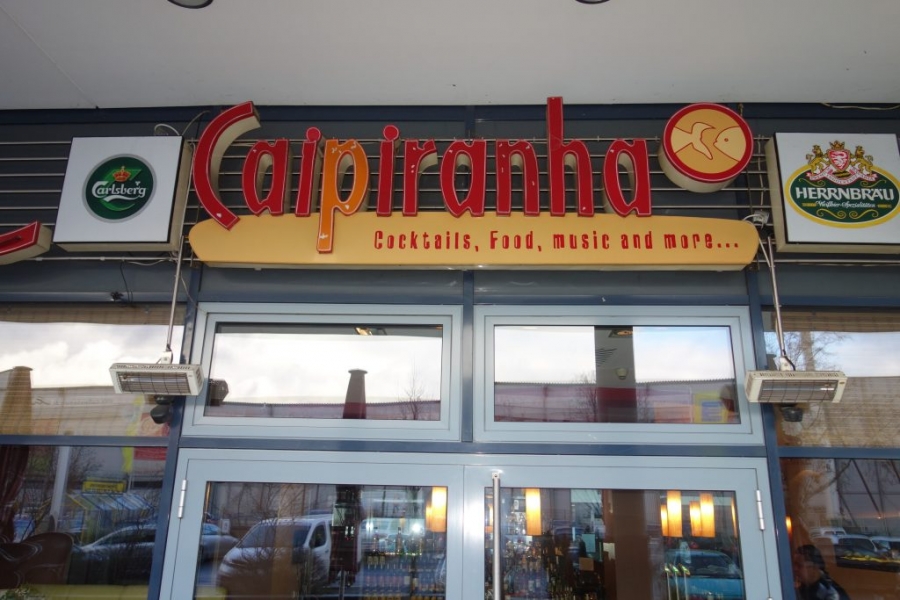 Caipiranha
Cocktails, Food, music and more...
Carlsberg
HERRNBRÄU